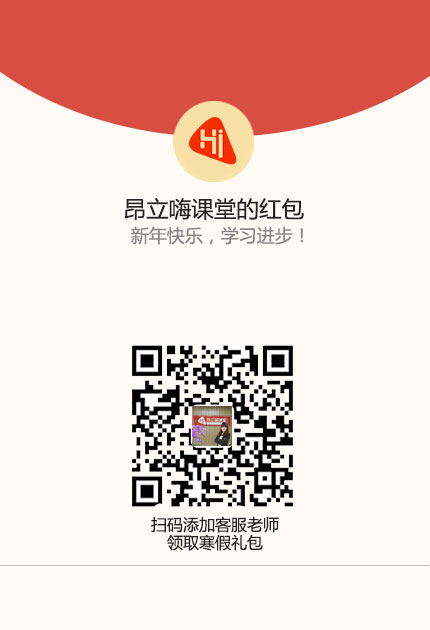 Hi
昂立嗨课堂的红包
新年快乐，学习进步！
扫码添加客服老师
领取寒假礼包